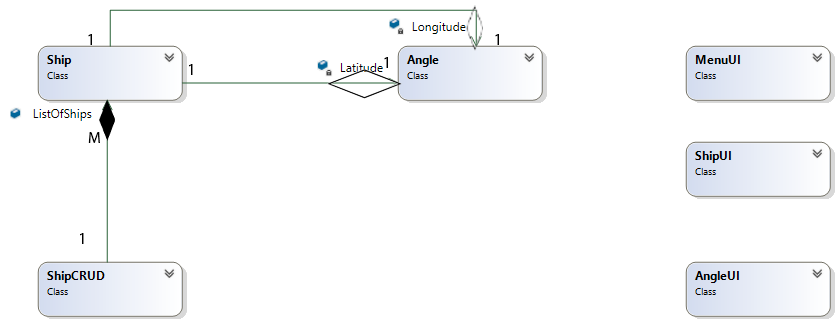 Longitude
1
1
Ship
Class
1
Latitude
1
Angle
Class
MenuUI
Class
ListOfShips
M
ShipUI
Class
1
ShipCRUD
Class
AngleUI
Class